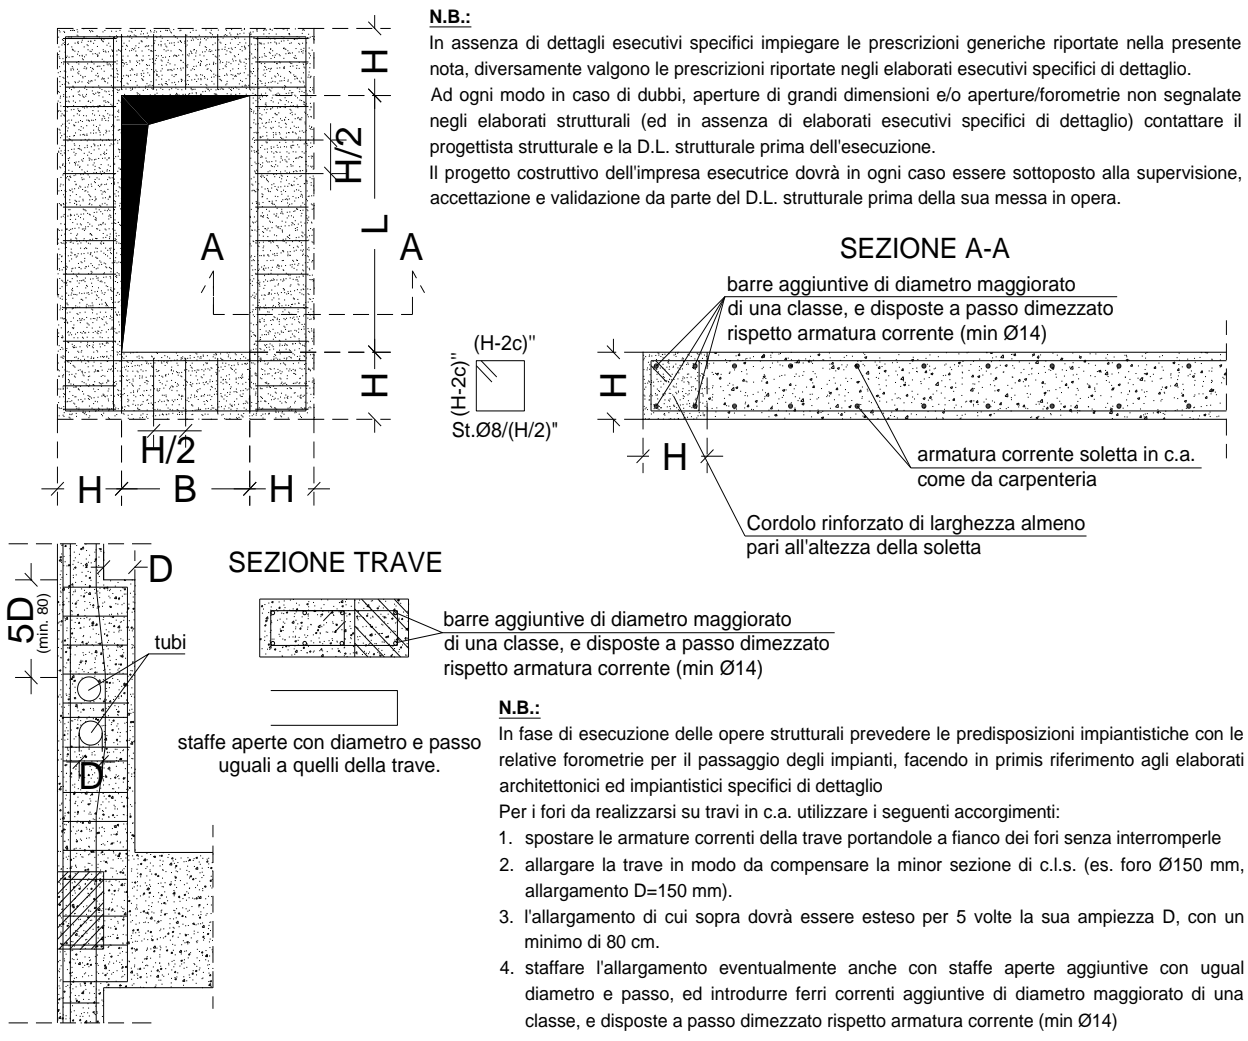 N.B.:
In assenza di dettagli esecutivi specifici impiegare le prescrizioni generiche riportate nella presente
nota, diversamente valgono le prescrizioni riportate negli elaborati esecutivi specifici di dettaglio.
Ad ogni modo in caso di dubbi, aperture di grandi dimensioni e/o aperture/forometrie non segnalate
negli elaborati strutturali (ed in assenza di elaborati esecutivi specifici di dettaglio) contattare il
progettista strutturale e la D.L. strutturale prima dell'esecuzione.
Il progetto costruttivo dell'impresa esecutrice dovrà in ogni caso essere sottoposto alla supervisione,
accettazione e validazione da parte del D.L. strutturale prima della sua messa in opera.
H
H/2
L
A
A
H
H/2
H
B
H
SEZIONE A-A
barre aggiuntive di diametro maggiorato
di una classe, e disposte a passo dimezzato
rispetto armatura corrente (min Ø14)
(H-2c)"
(H-2c)"
St.Ø8/(H/2)"
H
H
armatura corrente soletta in c.a.
come da carpenteria
Cordolo rinforzato di larghezza almeno
pari all'altezza della soletta
D
5D
(min. 80)
tubi
D
SEZIONE TRAVE
barre aggiuntive di diametro maggiorato
di una classe, e disposte a passo dimezzato
rispetto armatura corrente (min Ø14)
staffe aperte con diametro e passo
uguali a quelli della trave.
N.B.:
In fase di esecuzione delle opere strutturali prevedere le predisposizioni impiantistiche con le
relative forometrie per il passaggio degli impianti, facendo in primis riferimento agli elaborati
architettonici ed impiantistici specifici di dettaglio
Per i fori da realizzarsi su travi in c.a. utilizzare i seguenti accorgimenti:
1. spostare le armature correnti della trave portandole a fianco dei fori senza interromperle
2. allargare la trave in modo da compensare la minor sezione di c.l.s. (es. foro Ø150 mm,
allargamento D=150 mm).
3. l'allargamento di cui sopra dovrà essere esteso per 5 volte la sua ampiezza D, con un
minimo di 80 cm.
4. staffare l'allargamento eventualmente anche con staffe aperte aggiuntive con ugual
diametro e passo, ed introdurre ferri correnti aggiuntive di diametro maggiorato di una
classe, e disposte a passo dimezzato rispetto armatura corrente (min Ø14)